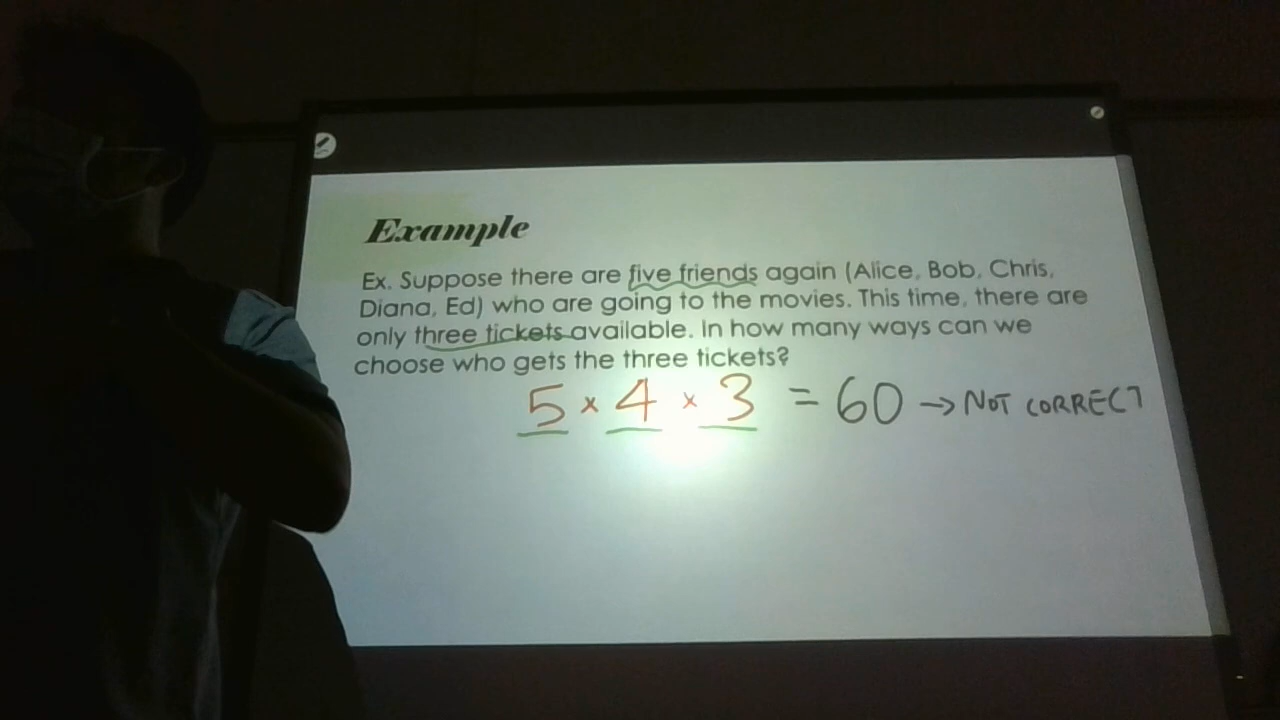 Example
Ex. Suppose there are five friends again (Alice, Bob, Chris,
Diana, Ed) who are going to the movies. This time, there are
only three tickets available. In how many ways can we
choose who gets the three tickets?
5 × 4 × 3 = 60 → NOT CORRECT